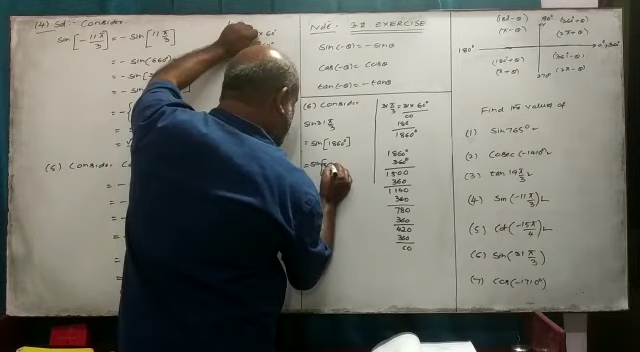 (4) Sol: Consider
sin[-11π/3] = -sin[11π/3]
= -sin(660°)
(5) Consider
Note: 3.2 EXERCISE
sin(-θ) = -sinθ
cos(-θ) = cosθ
tan(-θ) = -tanθ
(6) Consider
sin 31π/3
= sin[1860°]
= sin[
31π/3 = 31 × 60°
60
180
1860°
1860°
360°
1500
360
1140
360
780
360
420
360
60
180°
90°
0°, 360
270
(180-θ)
(π-θ)
(360+θ)
(2π+θ)
(180+θ)
(π+θ)
(360-θ)
(2π-θ)
Find the values of
(1) Sin 765°
(2) Cosec(-1410°)
(3) tan 19π/3
(4) Sin(-11π/3)
(5) Cot(-15π/4)
(6) Sin(31π/3)
(7) Cos(-1710°)